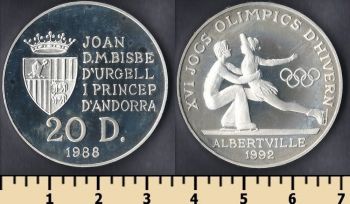 JOAN
D.M.BISBE
D'URGELL
I PRINCEP
D'ANDORRA
20 D.
1988
XVI JOCS OLIMPICS D'HIVERN
ALBERTVILLE
1992
1 2 3 4 5 6 7